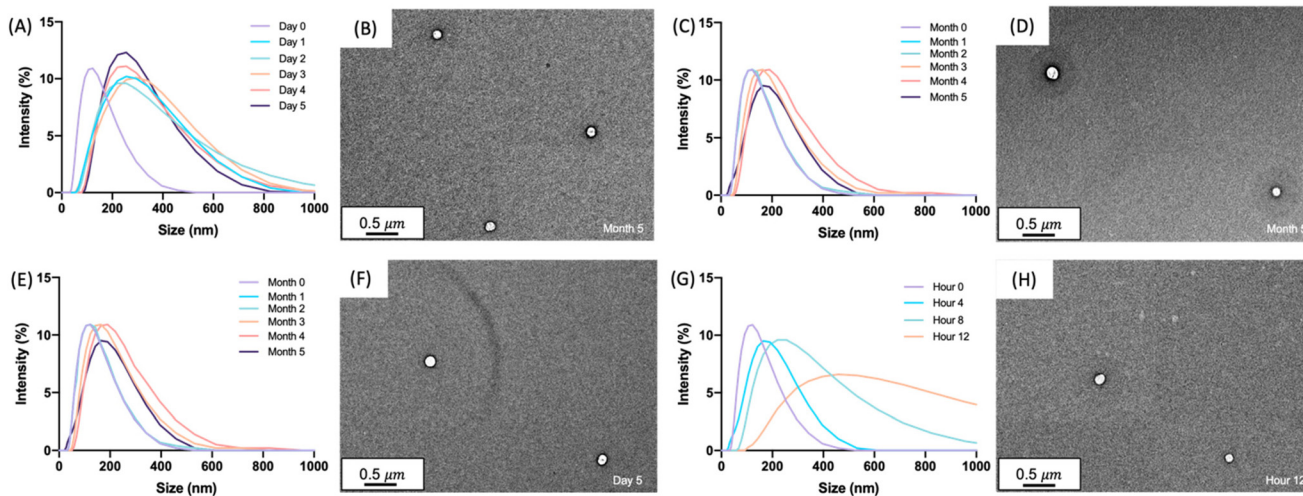 (A)
15
10
5
0
Intensity (%)
0 200 400 600 800 1000
Size (nm)
Day 0
Day 1
Day 2
Day 3
Day 4
Day 5
(B)
0.5 μm
Month 5
(C)
15
10
5
0
Intensity (%)
0 200 400 600 800 1000
Size (nm)
Month 0
Month 1
Month 2
Month 3
Month 4
Month 5
(D)
0.5 μm
Month 5
(E)
15
10
5
0
Intensity (%)
0 200 400 600 800 1000
Size (nm)
Month 0
Month 1
Month 2
Month 3
Month 4
Month 5
(F)
0.5 μm
Day 5
(G)
15
10
5
0
Intensity (%)
0 200 400 600 800 1000
Size (nm)
Hour 0
Hour 4
Hour 8
Hour 12
(H)
0.5 μm
Hour 12